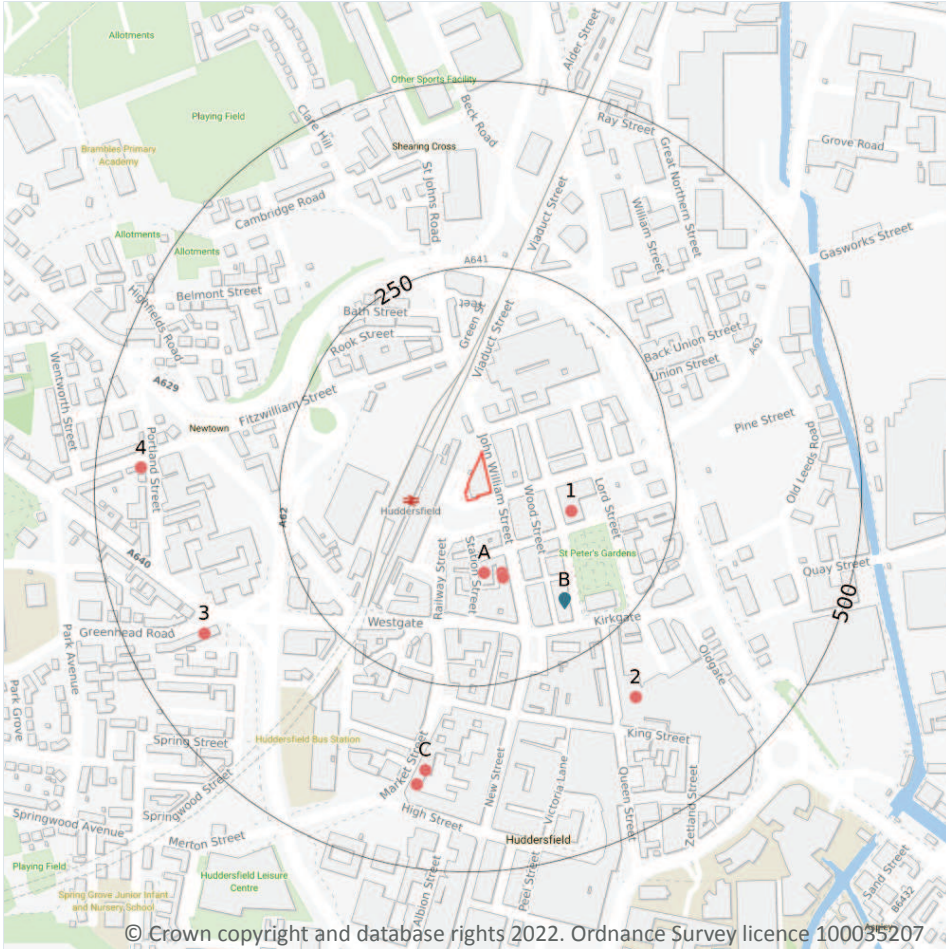 Allotments
Alder Street
Other Sports Facility
Playing Field
Clare Hill
Beck Road
Ray Street
Grove Road
Brambles Primary
Academy
Shearing Cross
St Johns Road
Great Northern Street
Cambridge Road
Viaduct Street
William Street
Allotments
Allotments
Gasworks Street
A641
Belmont Street
250
Highfields Road
Bath Street
Green St
Viaduct Street
Rook Street
Back Union Street
A62
Union Street
Wentworth Street
A629
Fitzwilliam Street
Newtown
Pine Street
4
Portland Street
John William Street
Old Leeds Road
Wood Street
1
Lord Street
A62
Huddersfield
A640
A
Station Street
St Peter's Gardens
Railway Street
B
Quay Street
3
500
Greenhead Road
Westgate
Kirkgate
Park Avenue
Oldgate
2
Park Grove
Spring Street
Huddersfield Bus Station
King Street
C
Market Street
New Street
Victoria Lane
Queen Street
Zetland Street
Springwood Street
Springwood Avenue
High Street
Merton Street
Huddersfield
Playing Field
Huddersfield Leisure
Centre
Albion Street
Peel Street
Sand Street
Spring Grove Junior Infant...
and Nursery School
B6432
© Crown copyright and database rights 2022. Ordnance Survey licence 100035207